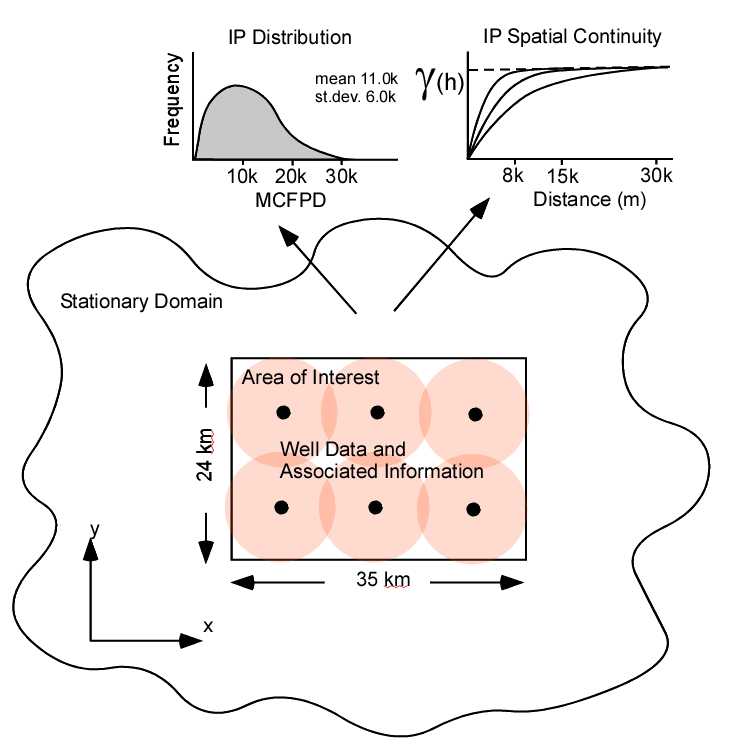 IP Distribution
Frequency
mean 11.0k
st.dev. 6.0k
10k 20k 30k
MCFPD
IP Spatial Continuity
γ(h)
8k 15k 30k
Distance (m)
Stationary Domain
Area of Interest
Well Data and
Associated Information
24 km
35 km
y
x